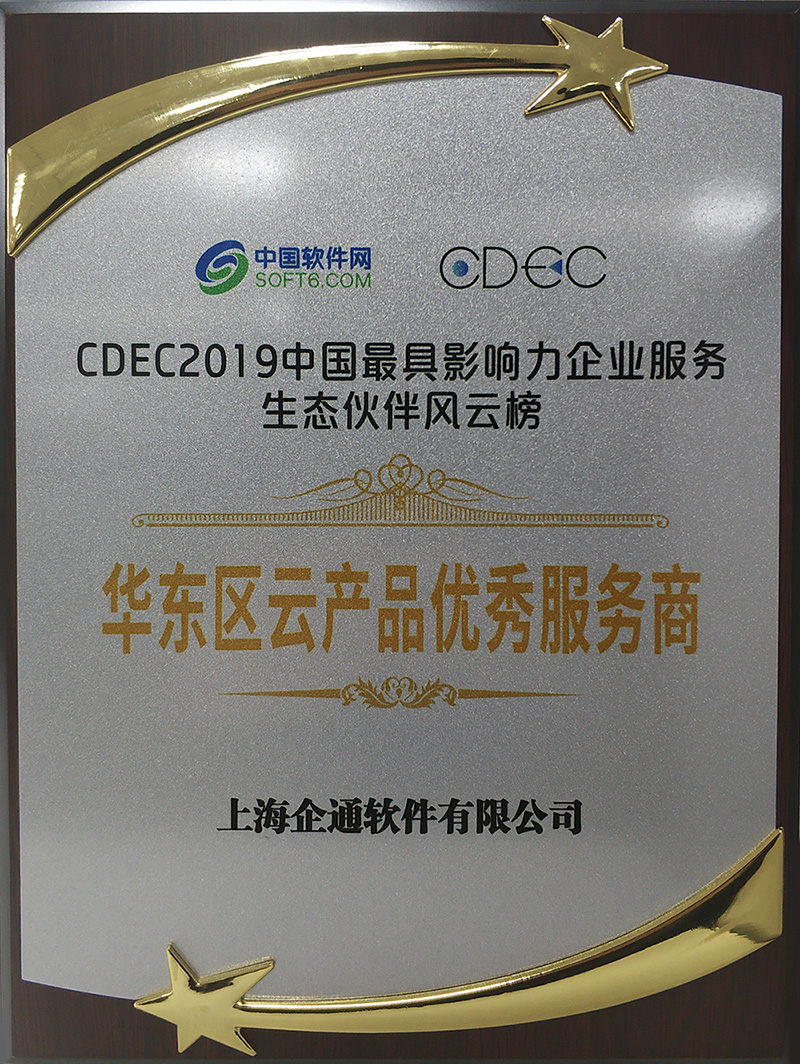 中国软件网
SOFT6.COM
CDEC
CDEC2019中国最具影响力企业服务
生态伙伴风云榜
华东区云产品优秀服务商
上海企通软件有限公司